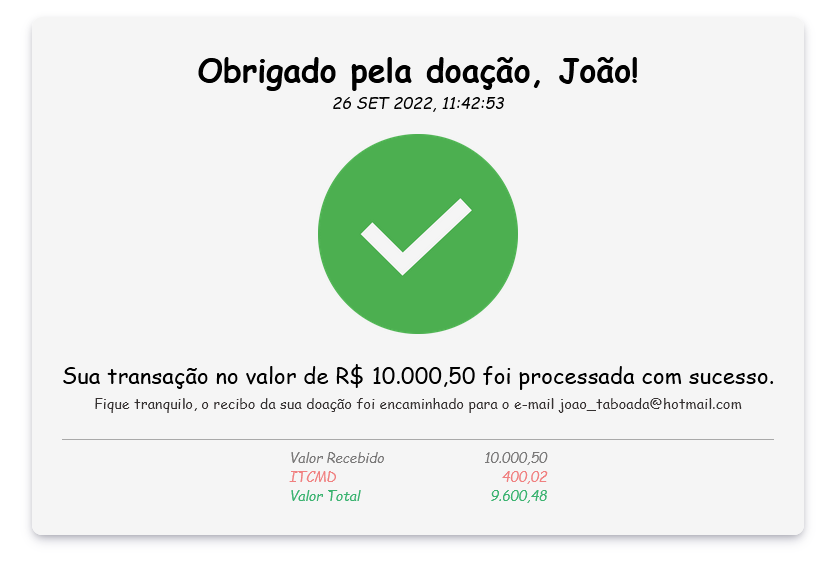 Obrigado pela doação, João!
26 SET 2022, 11:42:53
Sua transação no valor de R$ 10.000,50 foi processada com sucesso.
Fique tranquilo, o recibo da sua doação foi encaminhado para o e-mail joao_taboada@hotmail.com
Valor Recebido 10.000,50
ITCMD 400,02
Valor Total 9.600,48